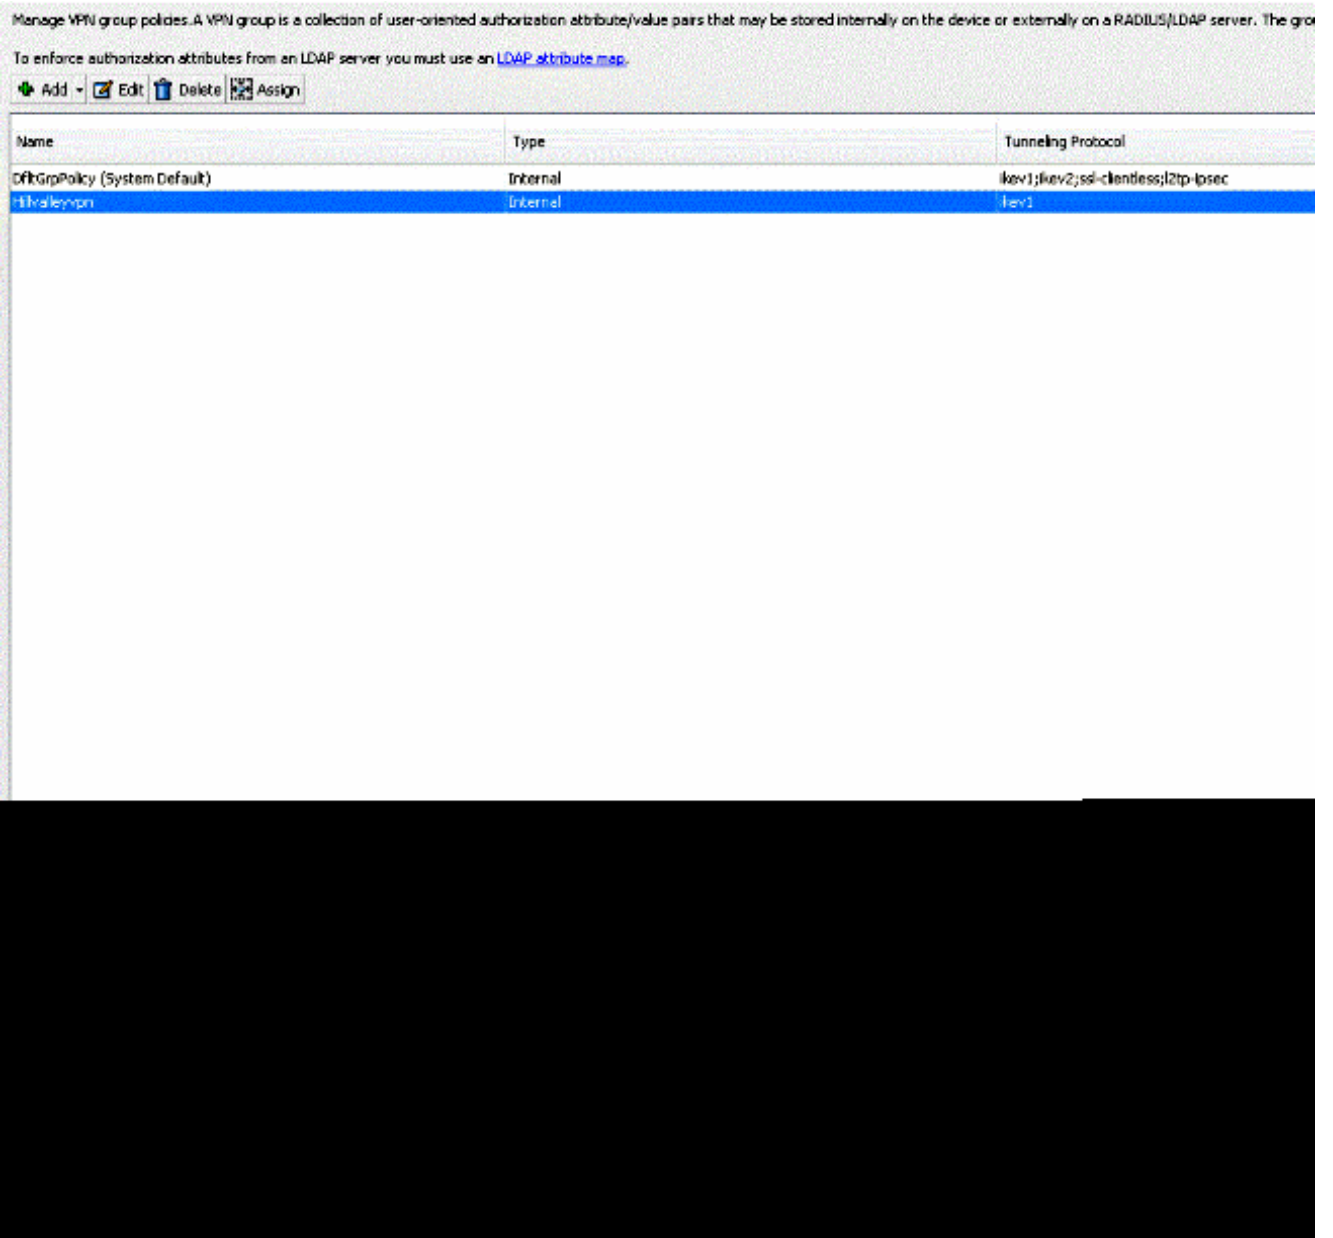 Manage VPN group policies.A VPN group is a collection of user-oriented authorization attribute/value pairs that may be stored internally on the device or externally on a RADIUS/LDAP server. The gro
To enforce authorization attributes from an LDAP server you must use an LDAP attribute map.
Add Edit Delete Assign
Name Type Tunneling Protocol
DfltGrpPolicy (System Default) Internal ikev1;ikev2;ssl-clientless;l2tp-ipsec
Hillvalleyvpn Internal ikev1